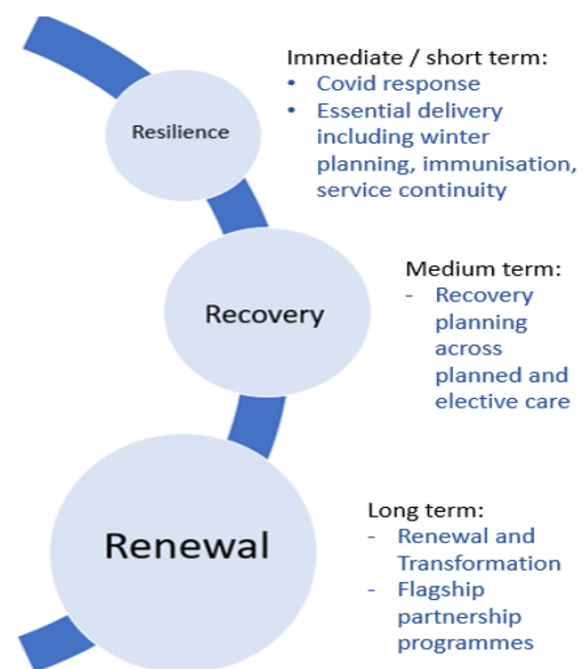 Resilience
Immediate / short term:
• Covid response
• Essential delivery
including winter
planning, immunisation,
service continuity
Recovery
Medium term:
- Recovery
planning
across
planned and
elective care
Renewal
Long term:
- Renewal and
Transformation
- Flagship
partnership
programmes